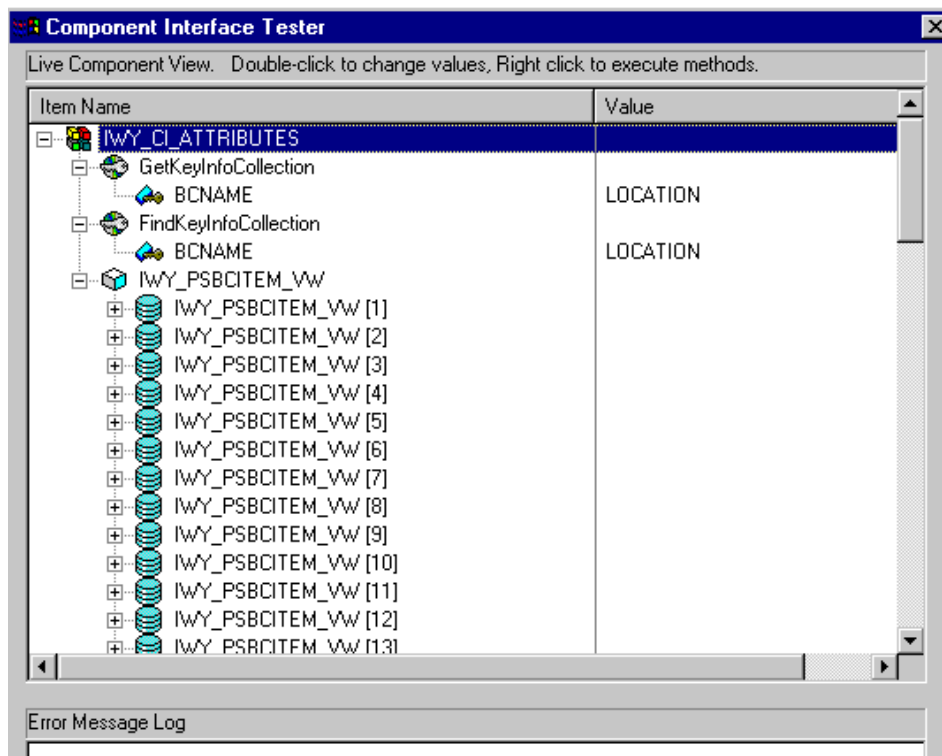 Component Interface Tester
Live Component View. Double-click to change values, Right click to execute methods.
Item Name Value
IWY_CI_ATTRIBUTES
GetKeyInfoCollection
BCNAME LOCATION
FindKeyInfoCollection
BCNAME LOCATION
IWY_PSBCITEM_VW
IWY_PSBCITEM_VW [1]
IWY_PSBCITEM_VW [2]
IWY_PSBCITEM_VW [3]
IWY_PSBCITEM_VW [4]
IWY_PSBCITEM_VW [5]
IWY_PSBCITEM_VW [6]
IWY_PSBCITEM_VW [7]
IWY_PSBCITEM_VW [8]
IWY_PSBCITEM_VW [9]
IWY_PSBCITEM_VW [10]
IWY_PSBCITEM_VW [11]
IWY_PSBCITEM_VW [12]
IWY_PSBCITEM_VW [13]
Error Message Log